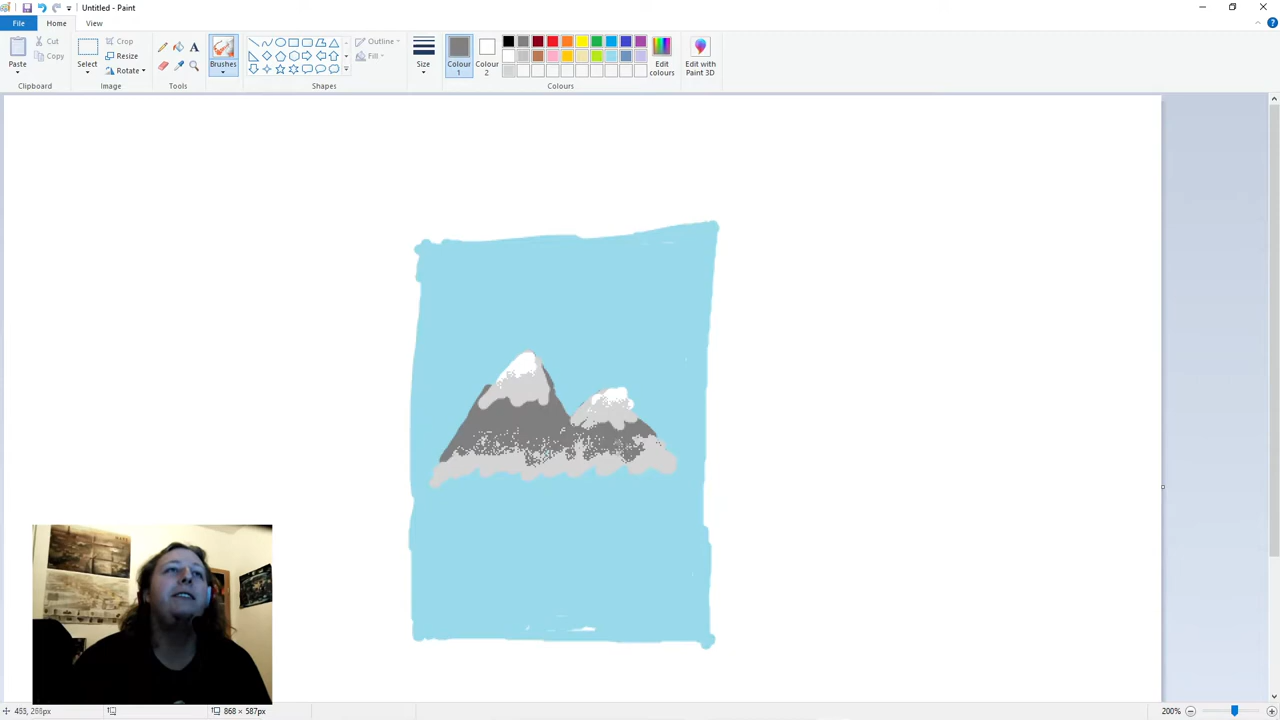 Untitled - Paint
File Home View
Paste
Cut
Copy
Clipboard
Select
Crop
Resize
Rotate
Image
A
Tools
Brushes
Outline
Fill
Shapes
Size
Colour 1
Colour 2
Edit colours
Edit with Paint 3D
Colours
868 × 587px
200%